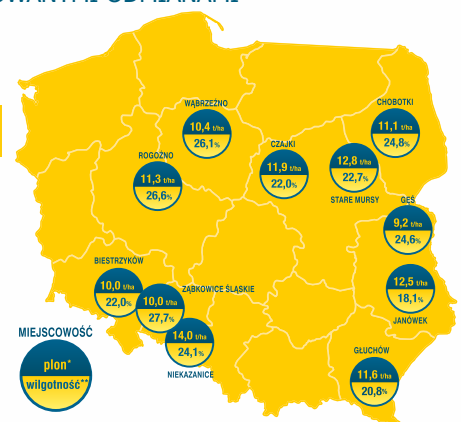 WĄBRZEŹNO
10,4 t/ha
26,1%
CHOBOTKI
11,1 t/ha
24,8%
ROGOŹNO
11,3 t/ha
26,6%
CZAJKI
11,9 t/ha
22,0%
12,8 t/ha
22,7%
STARE MURSY
GĘŚ
9,2 t/ha
24,6%
BIESTRZYKÓW
10,0 t/ha
22,0%
ZĄBKOWICE ŚLĄSKIE
10,0 t/ha
27,7%
12,5 t/ha
18,1%
JANÓWEK
14,0 t/ha
24,1%
NIEKAZANICE
GŁUCHÓW
11,6 t/ha
20,8%
MIEJSCOWOŚĆ
plon*
wilgotność**